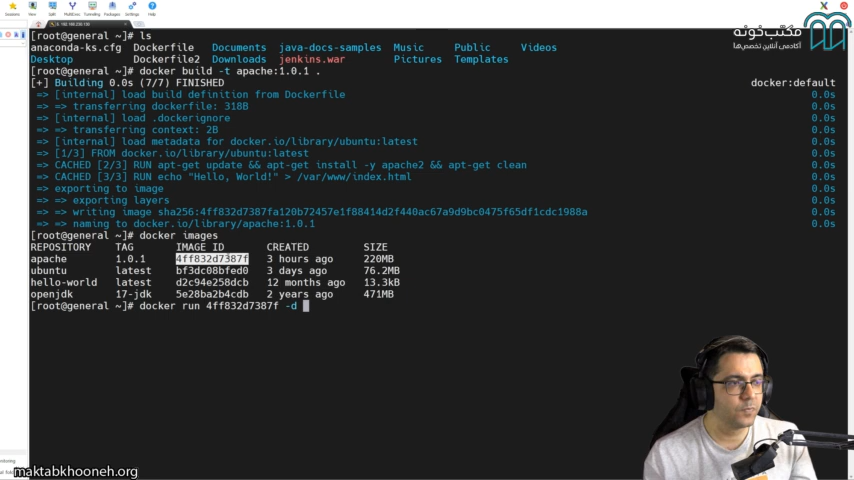 Sessions View Split MultiExec Tunneling Packages Settings Help
[root@general ~]# ls
anaconda-ks.cfg Dockerfile Documents java-docs-samples Music Public Videos
Desktop Dockerfile2 Downloads jenkins.war Pictures Templates
[root@general ~]# docker build -t apache:1.0.1 .
[+] Building 0.0s (7/7) FINISHED docker:default
=> [internal] load build definition from Dockerfile 0.0s
=> => transferring dockerfile: 318B 0.0s
=> [internal] load .dockerignore 0.0s
=> => transferring context: 2B 0.0s
=> [internal] load metadata for docker.io/library/ubuntu:latest 0.0s
=> [1/3] FROM docker.io/library/ubuntu:latest 0.0s
=> CACHED [2/3] RUN apt-get update && apt-get install -y apache2 && apt-get clean 0.0s
=> CACHED [3/3] RUN echo "Hello, World!" > /var/www/index.html 0.0s
=> exporting to image 0.0s
=> => exporting layers 0.0s
=> => writing image sha256:4ff832d7387fa120b72457e1f88414d2f440ac67a9d9bc0475f65df1cdc1988a 0.0s
=> => naming to docker.io/library/apache:1.0.1 0.0s
[root@general ~]# docker images
REPOSITORY TAG IMAGE ID CREATED SIZE
apache 1.0.1 4ff832d7387f 3 hours ago 220MB
ubuntu latest bf3dc08bfed0 3 days ago 76.2MB
hello-world latest d2c94e258dcb 12 months ago 13.3kB
openjdk 17-jdk 5e28ba2b4cdb 2 years ago 471MB
[root@general ~]# docker run 4ff832d7387f -d
مکتب‌خونه
آکادمی آنلاین تخصصی‌ها
maktabkhooneh.org